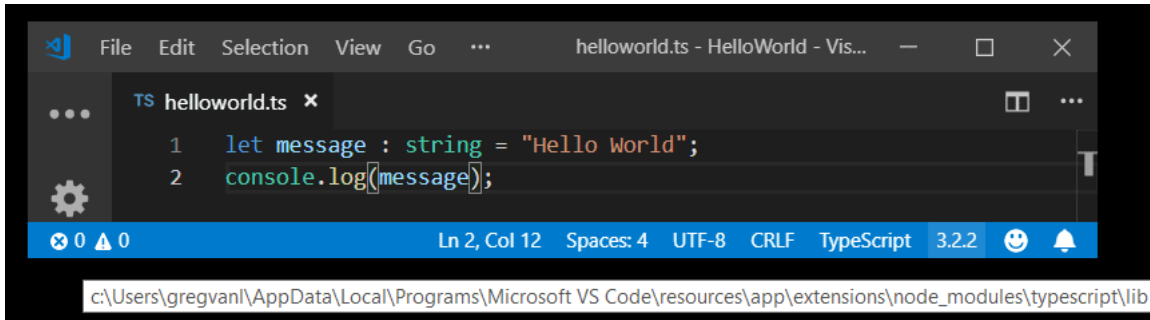 File Edit Selection View Go ··· helloworld.ts - HelloWorld - Vis...
TS helloworld.ts ×
1 let message : string = "Hello World";
2 console.log(message);
0 0 Ln 2, Col 12 Spaces: 4 UTF-8 CRLF TypeScript 3.2.2
c:\Users\gregvanl\AppData\Local\Programs\Microsoft VS Code\resources\app\extensions\node_modules\typescript\lib